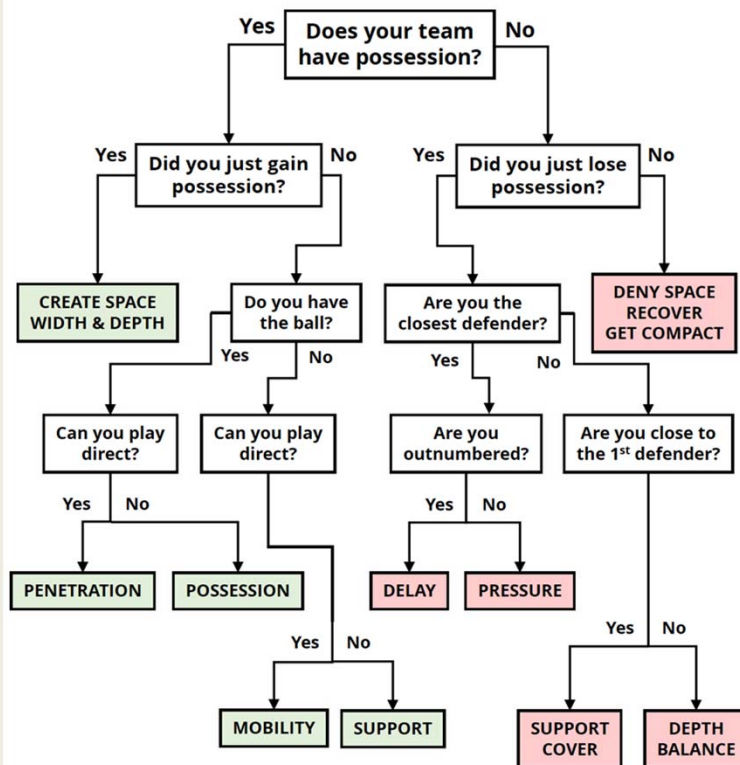 Does your team
have possession?
Yes
No
Did you just gain
possession?
Yes
No
Did you just lose
possession?
Yes
No
CREATE SPACE
WIDTH & DEPTH
Do you have
the ball?
Yes
No
Are you the
closest defender?
Yes
No
DENY SPACE
RECOVER
GET COMPACT
Can you play
direct?
Yes
No
Can you play
direct?
Are you
outnumbered?
Yes
No
Are you close to
the 1st defender?
PENETRATION
POSSESSION
DELAY
PRESSURE
Yes
No
Yes
No
MOBILITY
SUPPORT
SUPPORT
COVER
DEPTH
BALANCE